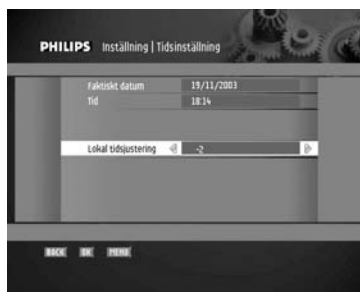 PHILIPS Inställning | Tidsinställning
Faktiskt datum 19/11/2003
Tid 18:14
Lokal tidsjustering -2
BACK OK MENU